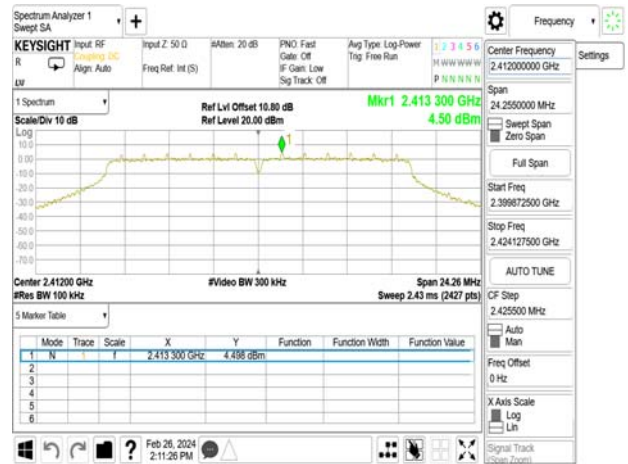 Spectrum Analyzer 1
Swept SA
Frequency
KEYSIGHT
R
Input: RF
Coupling: DC
Align: Auto
Input Z: 50 Ω
Freq Ref: Int (S)
#Atten: 20 dB
PNO: Fast
Gate: Off
IF Gain: Low
Sig Track: Off
Avg Type: Log-Power
Trig: Free Run
1 2 3 4 5 6
M W W W W W
P N N N N N
Center Frequency
2.412000000 GHz
Settings
Span
24.2550000 MHz
Swept Span
Zero Span
Full Span
Start Freq
2.399872500 GHz
Stop Freq
2.424127500 GHz
AUTO TUNE
CF Step
2.425500 MHz
Auto
Man
Freq Offset
0 Hz
X Axis Scale
Log
Lin
Signal Track
(Span Zoom)
1 Spectrum
Scale/Div 10 dB
Ref Lvl Offset 10.80 dB
Ref Level 20.00 dBm
Mkr1 2.413 300 GHz
4.50 dBm
Log
10.0
0.00
-10.0
-20.0
-30.0
-40.0
-50.0
-60.0
-70.0
1
Center 2.41200 GHz
#Res BW 100 kHz
#Video BW 300 kHz
Span 24.26 MHz
Sweep 2.43 ms (2427 pts)
5 Marker Table
Mode Trace Scale X Y Function Function Width Function Value
1 N 1 f 2.413 300 GHz 4.498 dBm
2
3
4
5
6
?
Feb 26, 2024
2:11:26 PM